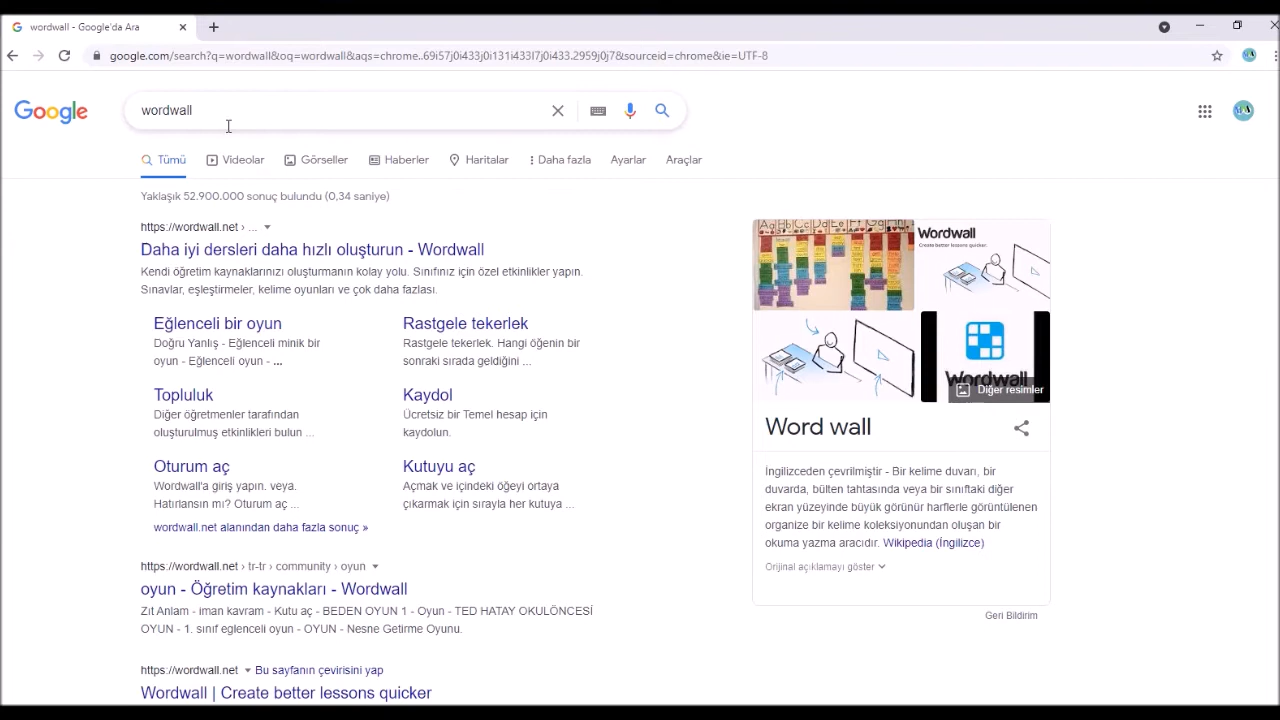 wordwall - Google'da Ara
google.com/search?q=wordwall&oq=wordwall&aqs=chrome..69i57j0i433j0i131i433l7j0i433.2959j0j7&sourceid=chrome&ie=UTF-8
Google
wordwall
Tümü
Videolar
Görseller
Haberler
Haritalar
Daha fazla
Ayarlar
Araçlar
Yaklaşık 52.900.000 sonuç bulundu (0,34 saniye)
https://wordwall.net › ...
Daha iyi dersleri daha hızlı oluşturun - Wordwall
Kendi öğretim kaynaklarınızı oluşturmanın kolay yolu. Sınıfınız için özel etkinlikler yapın.
Sınavlar, eşleştirmeler, kelime oyunları ve çok daha fazlası.
Eğlenceli bir oyun
Doğru Yanlış - Eğlenceli minik bir
oyun - Eğlenceli oyun - ...
Rastgele tekerlek
Rastgele tekerlek. Hangi öğenin bir
sonraki sırada geldiğini ...
Topluluk
Diğer öğretmenler tarafından
oluşturulmuş etkinlikleri bulun ...
Kaydol
Ücretsiz bir Temel hesap için
kaydolun.
Oturum aç
Wordwall'a giriş yapın. veya.
Hatırlansın mı? Oturum aç ...
Kutuyu aç
Açmak ve içindeki öğeyi ortaya
çıkarmak için sırayla her kutuya ...
wordwall.net alanından daha fazla sonuç »
https://wordwall.net › tr-tr › community › oyun
oyun - Öğretim kaynakları - Wordwall
Zıt Anlam - iman kavram - Kutu aç - BEDEN OYUN 1 - Oyun - TED HATAY OKULÖNCESİ
OYUN - 1. sınıf eglenceli oyun - OYUN - Nesne Getirme Oyunu.
https://wordwall.net
Bu sayfanın çevirisini yap
Wordwall | Create better lessons quicker
Wordwall
Create better lessons quicker.
Wordwall
Diğer resimler
Word wall
İngilizceden çevrilmiştir - Bir kelime duvarı, bir
duvarda, bülten tahtasında veya bir sınıftaki diğer
ekran yüzeyinde büyük görünür harflerle görüntülenen
organize bir kelime koleksiyonundan oluşan bir
okuma yazma aracıdır. Wikipedia (İngilizce)
Orijinal açıklamayı göster
Geri Bildirim